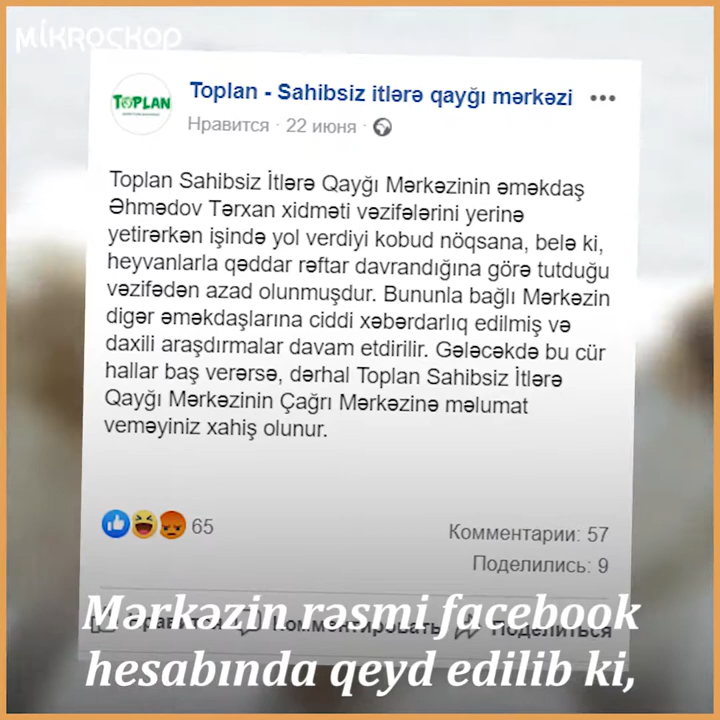 MİKROSKOP
TOPLAN
Toplan - Sahibsiz itlərə qayğı mərkəzi
Нравится · 22 июня ·
Toplan Sahibsiz İtlərə Qayğı Mərkəzinin əməkdaş
Əhmədov Tərxan xidməti vəzifələrini yerinə
yetirərkən işində yol verdiyi kobud nöqsana, belə ki,
heyvanlarla qəddar rəftar davrandığına görə tutduğu
vəzifədən azad olunmuşdur. Bununla bağlı Mərkəzin
digər əməkdaşlarına ciddi xəbərdarlıq edilmiş və
daxili araşdırmalar davam etdirilir. Gələcəkdə bu cür
hallar baş verərsə, dərhal Toplan Sahibsiz İtlərə
Qayğı Mərkəzinin Çağrı Mərkəzinə məlumat
veməyiniz xahiş olunur.
65
Комментарии: 57
Поделились: 9
Нравится Комментировать Поделиться
Mərkəzin rəsmi facebook
hesabında qeyd edilib ki,